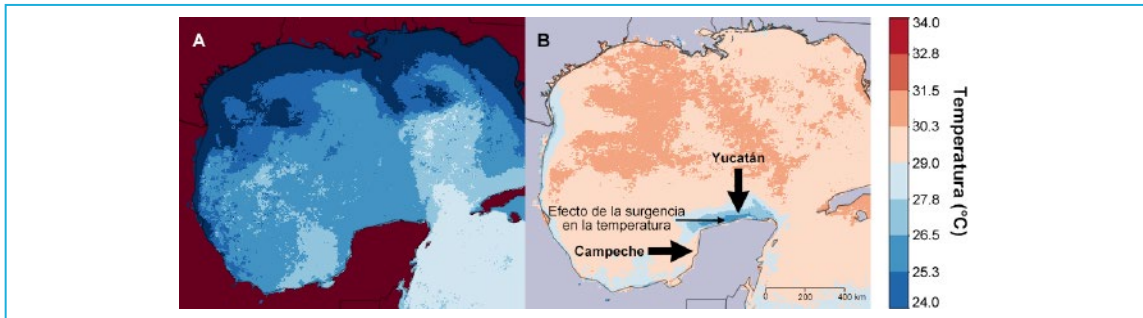 A
B
Yucatán
Efecto de la surgencia
en la temperatura
Campeche
0 200 400 km
34.0
32.8
31.5
30.3
29.0
27.8
26.5
25.3
24.0
Temperatura (°C)